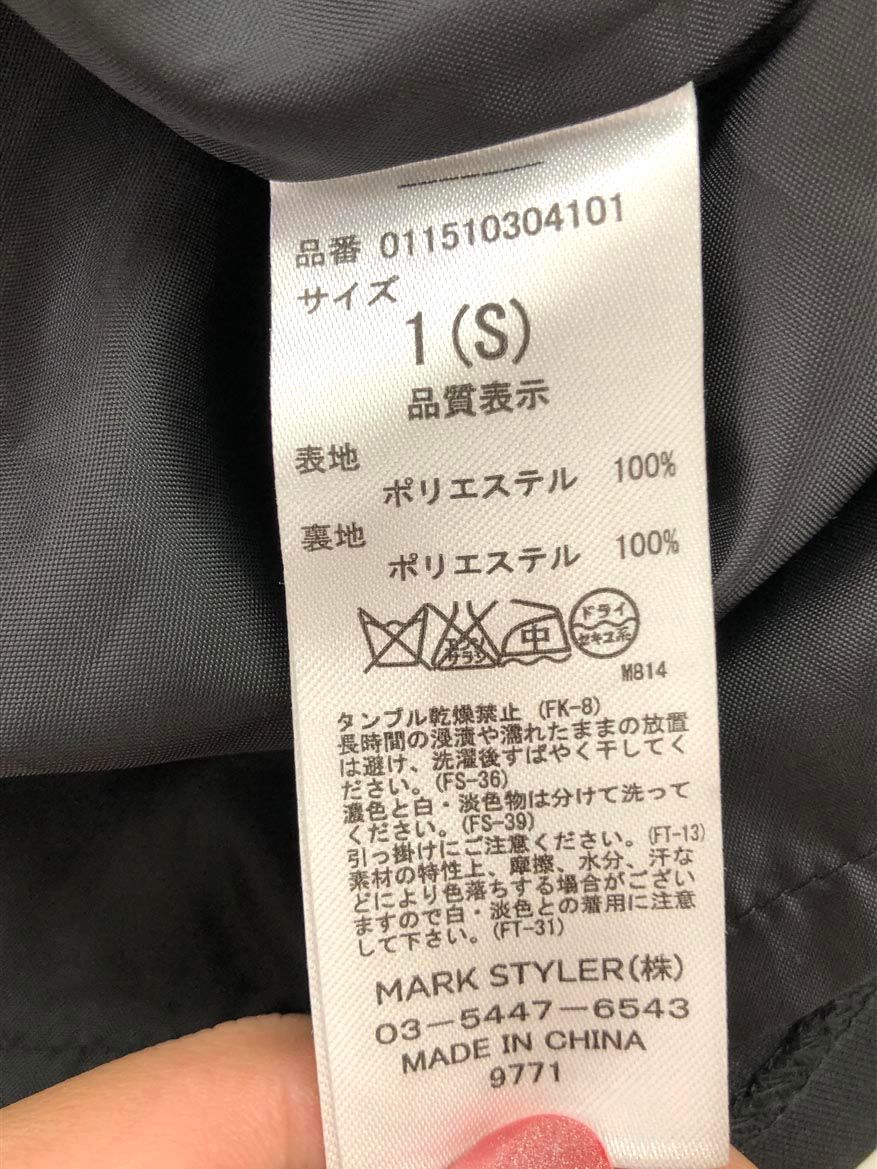 品番 011510304101
サイズ
1(S)
品質表示
表地
ポリエステル 100%
裏地
ポリエステル 100%
エンソ
サラシ
中
ドライ
セキユ系
M814
タンブル乾燥禁止 (FK-8)
長時間の浸漬や濡れたままの放置
は避け、洗濯後すばやく干してく
ださい。(FS-36)
濃色と白・淡色物は分けて洗って
ください。(FS-39)
引っ掛けにご注意ください。(FT-13)
素材の特性上、摩擦、水分、汗な
どにより色落ちする場合がござい
ますので白・淡色との着用に注意
して下さい。(FT-31)
MARK STYLER(株)
03-5447-6543
MADE IN CHINA
9771